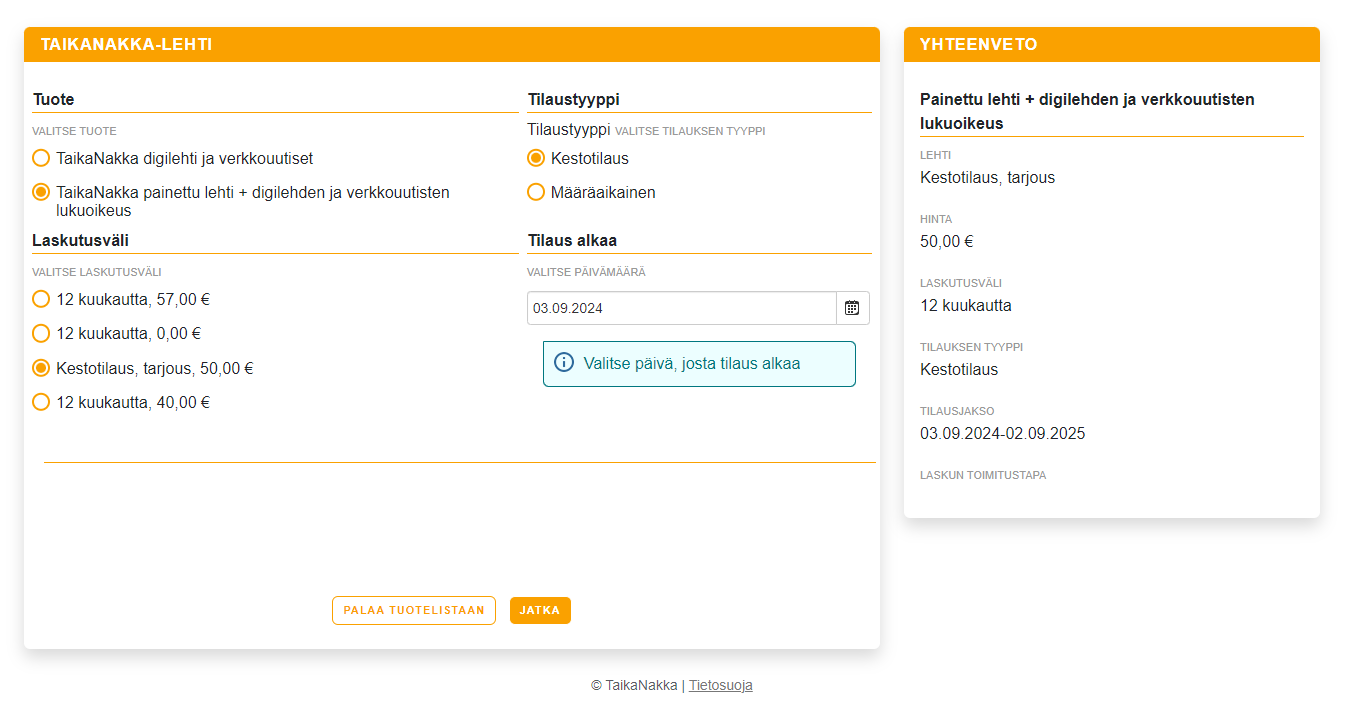 TAIKANAKKA-LEHTI
Tuote
VALITSE TUOTE
TaikaNakka digilehti ja verkkouutiset
TaikaNakka painettu lehti + digilehden ja verkkouutisten
lukuoikeus
Tilaustyyppi
Tilaustyyppi VALITSE TILAUKSEN TYYPPI
Kestotilaus
Määräaikainen
Laskutusväli
VALITSE LASKUTUSVÄLI
12 kuukautta, 57,00 €
12 kuukautta, 0,00 €
Kestotilaus, tarjous, 50,00 €
12 kuukautta, 40,00 €
Tilaus alkaa
VALITSE PÄIVÄMÄÄRÄ
03.09.2024
Valitse päivä, josta tilaus alkaa
PALAA TUOTELISTAAN
JATKA
YHTEENVETO
Painettu lehti + digilehden ja verkkouutisten
lukuoikeus
LEHTI
Kestotilaus, tarjous
HINTA
50,00 €
LASKUTUSVÄLI
12 kuukautta
TILAUKSEN TYYPPI
Kestotilaus
TILAUSJAKSO
03.09.2024-02.09.2025
LASKUN TOIMITUSTAPA
© TaikaNakka | Tietosuoja